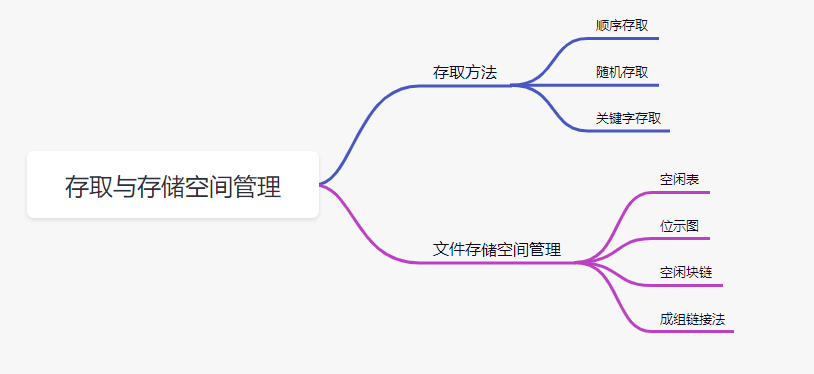 存取与存储空间管理
存取方法
顺序存取
随机存取
关键字存取
文件存储空间管理
空闲表
位示图
空闲块链
成组链接法